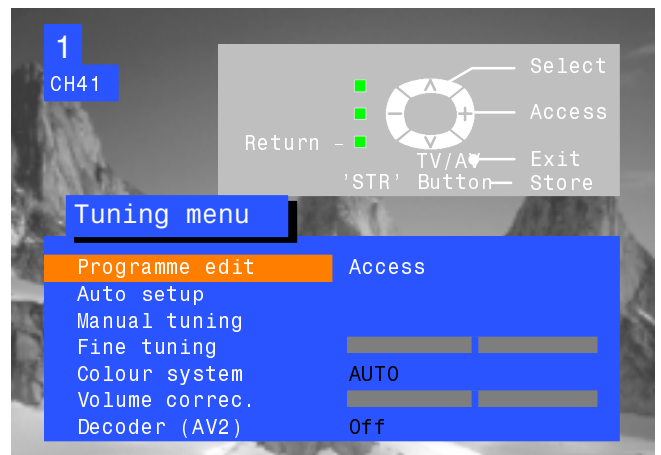 1
CH41
Select
Access
Return –
TV/AV
Exit
'STR' Button
Store
Tuning menu
Programme edit Access
Auto setup
Manual tuning
Fine tuning
Colour system AUTO
Volume correc.
Decoder (AV2) Off